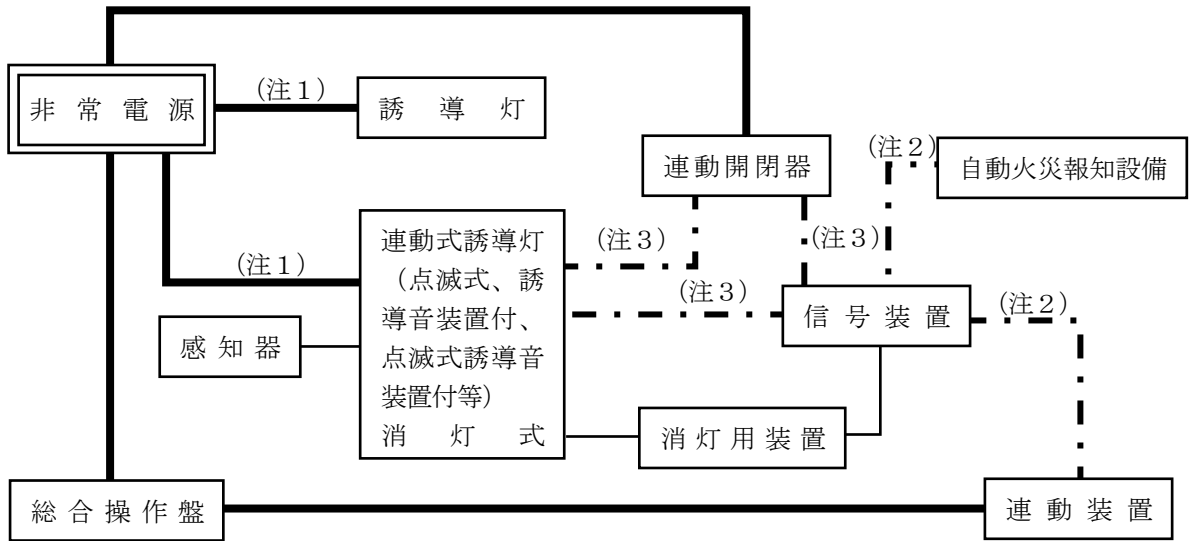 非常電源
(注１)
誘導灯
連動開閉器
(注２)
自動火災報知設備
(注１)
連動式誘導灯
（点滅式、誘
導音装置付、
点滅式誘導音
装置付等）
消灯式
(注３)
(注３)
(注３)
信号装置
(注２)
感知器
消灯用装置
総合操作盤
連動装置